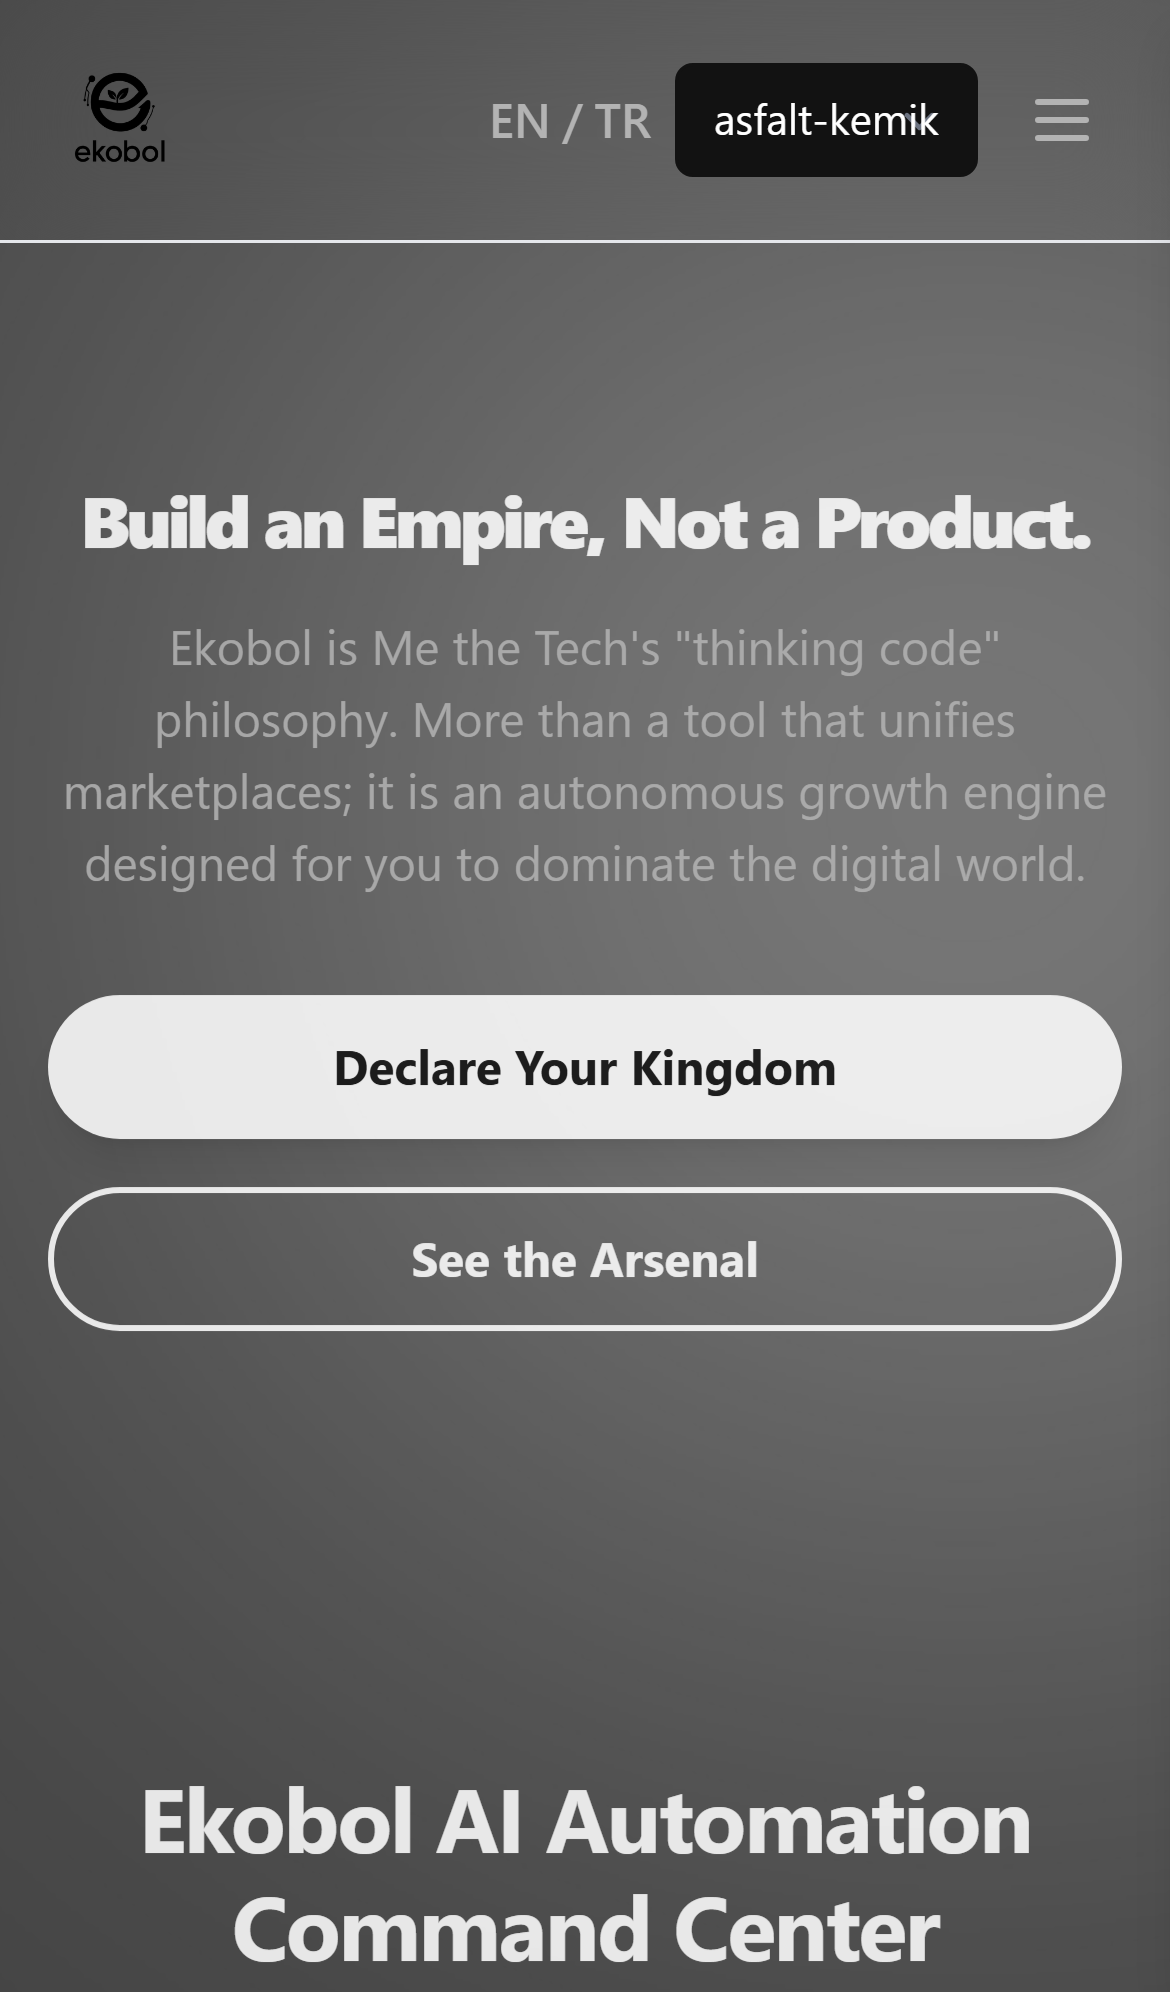 ekobol
EN / TR
asfalt-kemik
Build an Empire, Not a Product.
Ekobol is Me the Tech's "thinking code"
philosophy. More than a tool that unifies
marketplaces; it is an autonomous growth engine
designed for you to dominate the digital world.
Declare Your Kingdom
See the Arsenal
Ekobol AI Automation
Command Center